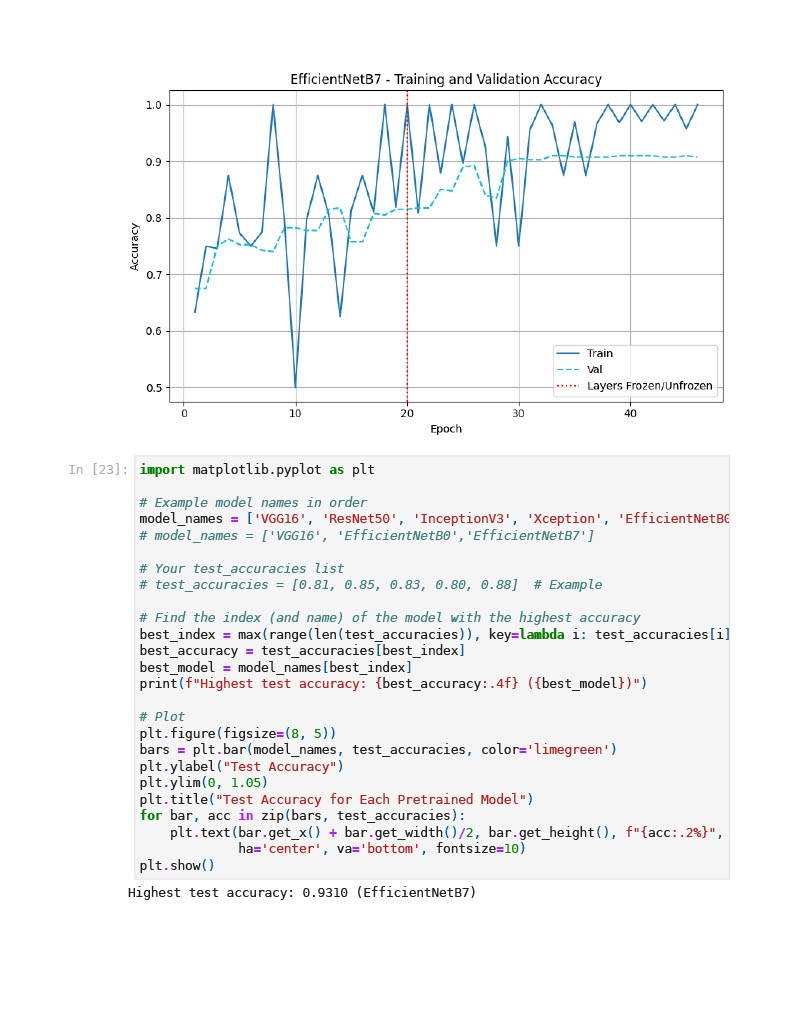 EfficientNetB7 - Training and Validation Accuracy
1.0
0.9
0.8
0.7
0.6
0.5
Accuracy
0
10
20
30
40
Epoch
Train
Val
Layers Frozen/Unfrozen
In [23]:
import matplotlib.pyplot as plt
# Example model names in order
model_names = ['VGG16', 'ResNet50', 'InceptionV3', 'Xception', 'EfficientNetB0
# model_names = ['VGG16', 'EfficientNetB0','EfficientNetB7']
# Your test_accuracies list
# test_accuracies = [0.81, 0.85, 0.83, 0.80, 0.88]  # Example
# Find the index (and name) of the model with the highest accuracy
best_index = max(range(len(test_accuracies)), key=lambda i: test_accuracies[i]
best_accuracy = test_accuracies[best_index]
best_model = model_names[best_index]
print(f"Highest test accuracy: {best_accuracy:.4f} ({best_model})")
# Plot
plt.figure(figsize=(8, 5))
bars = plt.bar(model_names, test_accuracies, color='limegreen')
plt.ylabel("Test Accuracy")
plt.ylim(0, 1.05)
plt.title("Test Accuracy for Each Pretrained Model")
for bar, acc in zip(bars, test_accuracies):
    plt.text(bar.get_x() + bar.get_width()/2, bar.get_height(), f"{acc:.2%}",
             ha='center', va='bottom', fontsize=10)
plt.show()
Highest test accuracy: 0.9310 (EfficientNetB7)